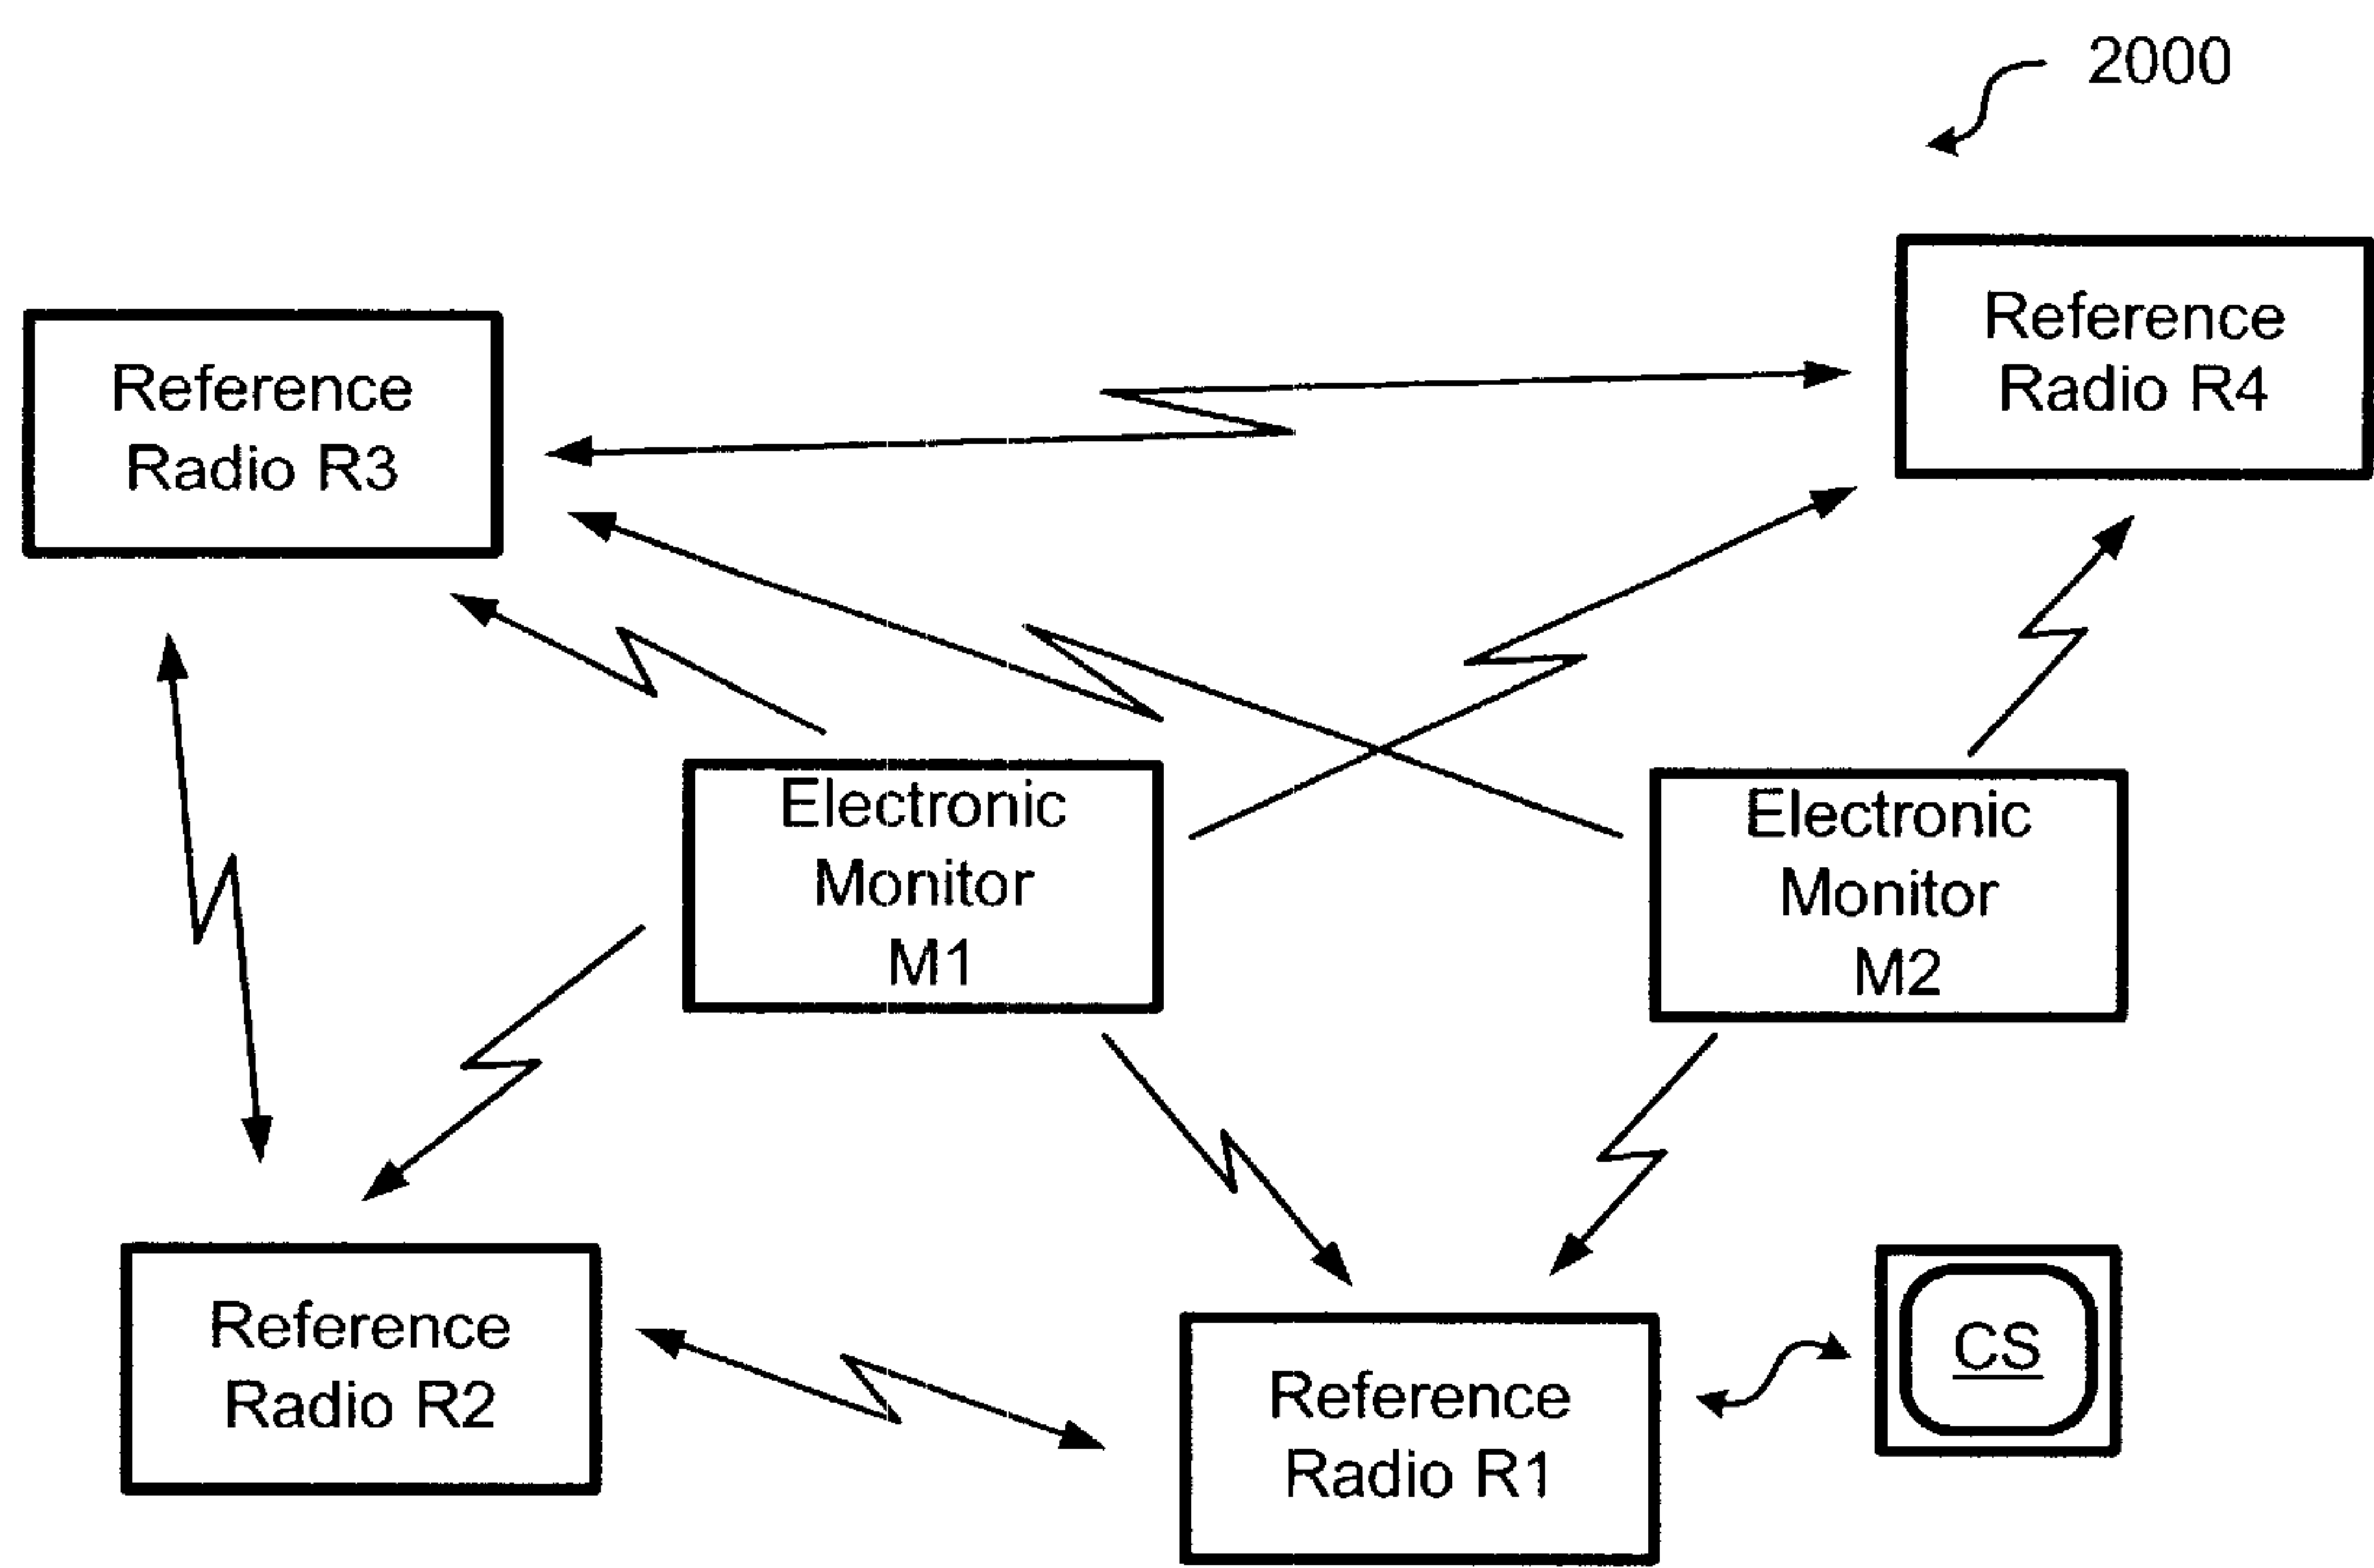 2000
Reference
Radio R4
Reference
Radio R3
Electronic
Monitor
M1
Electronic
Monitor
M2
Reference
Radio R2
Reference
Radio R1
CS